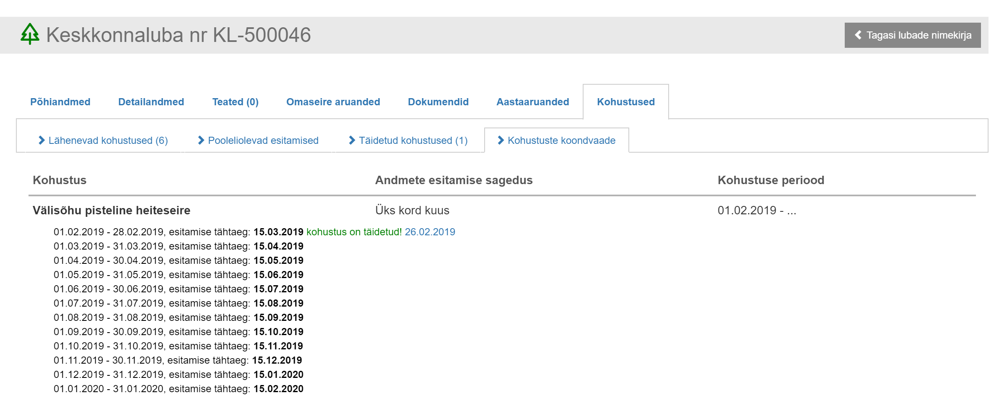 Keskkonnaluba nr KL-500046
Tagasi lubade nimekirja
Põhiandmed Detailandmed Teated (0) Omaseire aruanded Dokumendid Aastaaruanded Kohustused
Lähenevad kohustused (6) Pooleliolevad esitamised Täidetud kohustused (1) Kohustuste koondvaade
Kohustus Andmete esitamise sagedus Kohustuse periood
Välisõhu pisteline heiteseire Üks kord kuus 01.02.2019 - ...
01.02.2019 - 28.02.2019, esitamise tähtaeg: 15.03.2019 kohustus on täidetud! 26.02.2019
01.03.2019 - 31.03.2019, esitamise tähtaeg: 15.04.2019
01.04.2019 - 30.04.2019, esitamise tähtaeg: 15.05.2019
01.05.2019 - 31.05.2019, esitamise tähtaeg: 15.06.2019
01.06.2019 - 30.06.2019, esitamise tähtaeg: 15.07.2019
01.07.2019 - 31.07.2019, esitamise tähtaeg: 15.08.2019
01.08.2019 - 31.08.2019, esitamise tähtaeg: 15.09.2019
01.09.2019 - 30.09.2019, esitamise tähtaeg: 15.10.2019
01.10.2019 - 31.10.2019, esitamise tähtaeg: 15.11.2019
01.11.2019 - 30.11.2019, esitamise tähtaeg: 15.12.2019
01.12.2019 - 31.12.2019, esitamise tähtaeg: 15.01.2020
01.01.2020 - 31.01.2020, esitamise tähtaeg: 15.02.2020